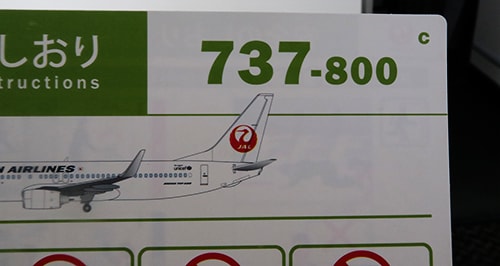 しおり
737-800
C
tructions
JAL
N AIRLINES